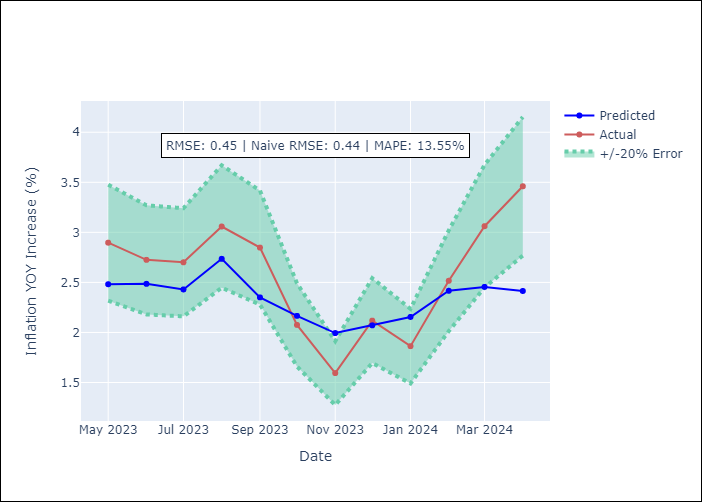 RMSE: 0.45 | Naive RMSE: 0.44 | MAPE: 13.55%
Predicted
Actual
+/-20% Error
Inflation YOY Increase (%)
4
3.5
3
2.5
2
1.5
May 2023 Jul 2023 Sep 2023 Nov 2023 Jan 2024 Mar 2024
Date